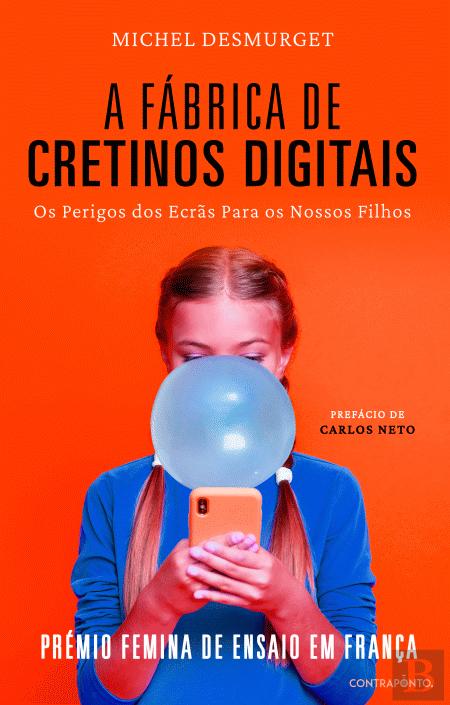 MICHEL DESMURGET
A FÁBRICA DE
CRETINOS DIGITAIS
Os Perigos dos Ecrãs Para os Nossos Filhos
PREFÁCIO DE
CARLOS NETO
PRÉMIO FEMINA DE ENSAIO EM FRANÇA
B
CONTRAPONTO.